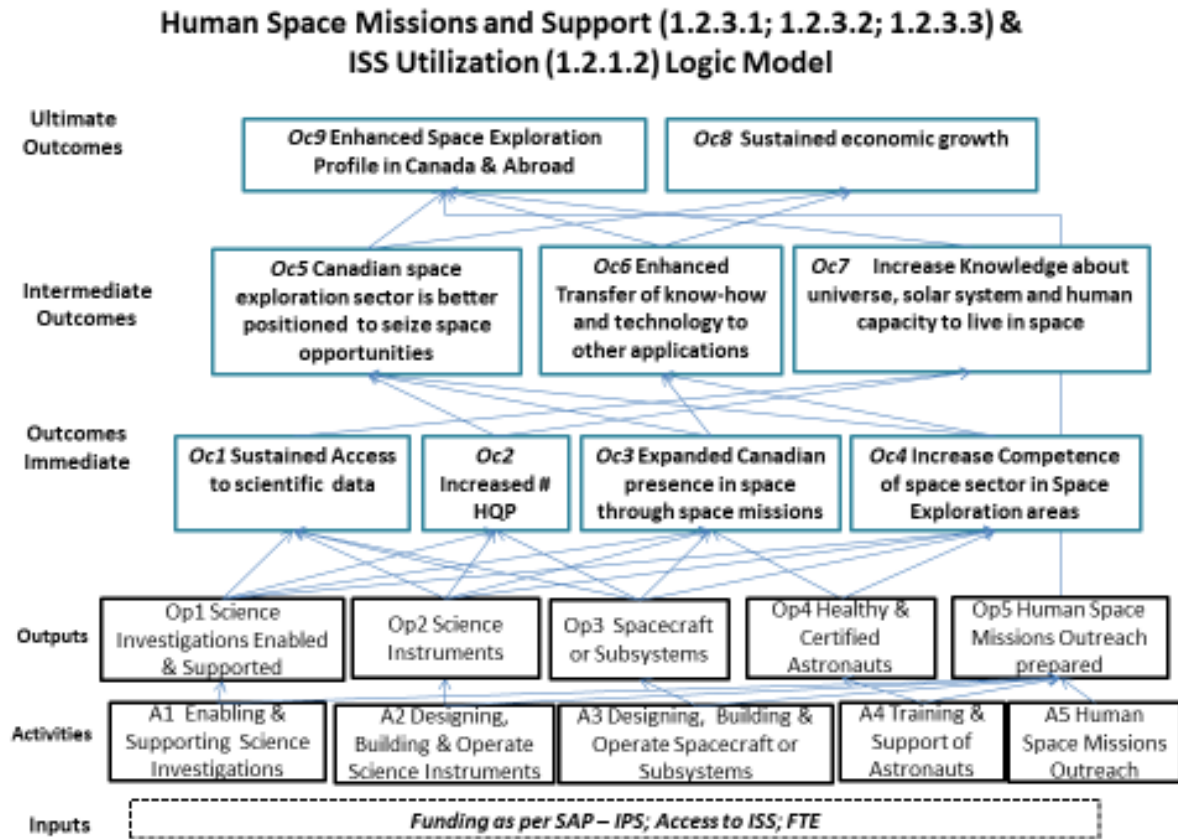 Human Space Missions and Support (1.2.3.1; 1.2.3.2; 1.2.3.3) &
ISS Utilization (1.2.1.2) Logic Model
Ultimate
Outcomes
Oc9 Enhanced Space Exploration
Profile in Canada & Abroad
Oc8 Sustained economic growth
Intermediate
Outcomes
Oc5 Canadian space
exploration sector is better
positioned to seize space
opportunities
Oc6 Enhanced
Transfer of know-how
and technology to
other applications
Oc7 Increase Knowledge about
universe, solar system and human
capacity to live in space
Outcomes
Immediate
Oc1 Sustained Access
to scientific data
Oc2
Increased #
HQP
Oc3 Expanded Canadian
presence in space
through space missions
Oc4 Increase Competence
of space sector in Space
Exploration areas
Outputs
Op1 Science
Investigations Enabled
& Supported
Op2 Science
Instruments
Op3 Spacecraft
or Subsystems
Op4 Healthy &
Certified
Astronauts
Op5 Human Space
Missions Outreach
prepared
Activities
A1 Enabling &
Supporting Science
Investigations
A2 Designing,
Building & Operate
Science Instruments
A3 Designing, Building &
Operate Spacecraft or
Subsystems
A4 Training &
Support of
Astronauts
A5 Human
Space Missions
Outreach
Inputs
Funding as per SAP – IPS; Access to ISS; FTE